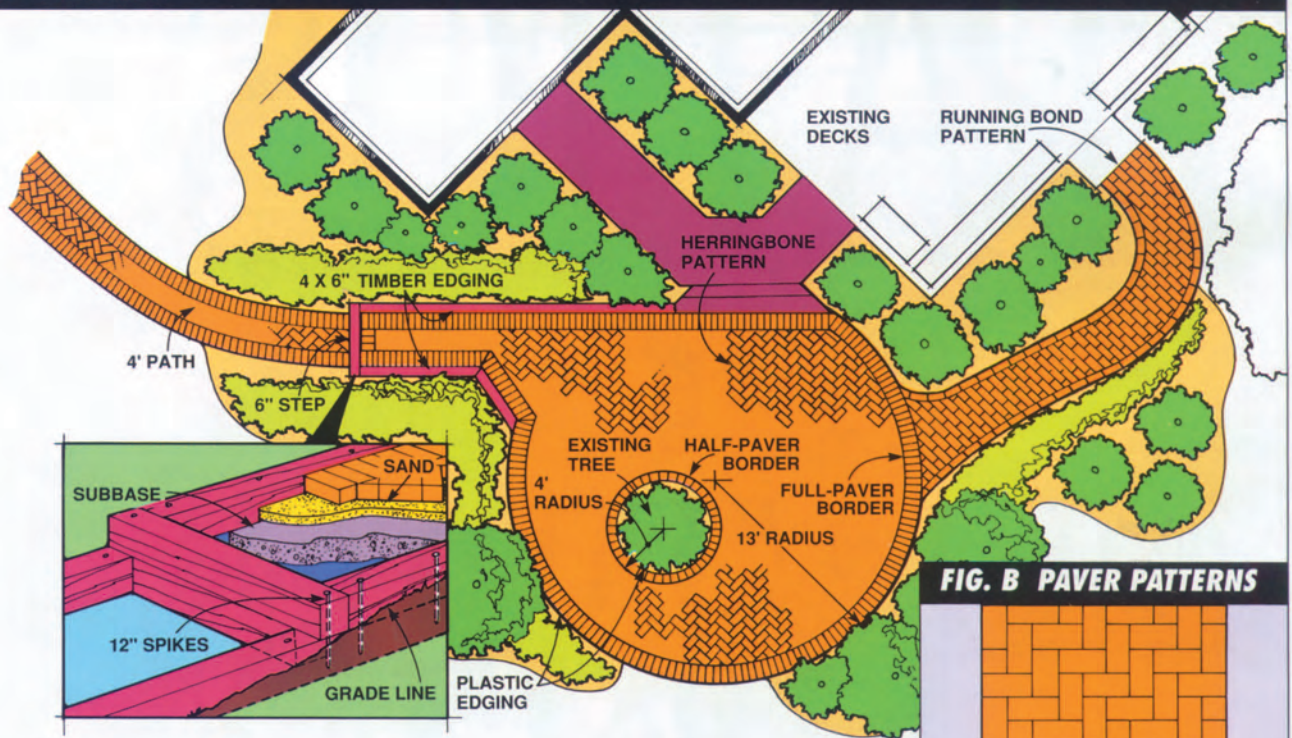 EXISTING
DECKS
RUNNING BOND
PATTERN
HERRINGBONE
PATTERN
4 X 6" TIMBER EDGING
4' PATH
6" STEP
EXISTING
TREE
HALF-PAVER
BORDER
4'
RADIUS
FULL-PAVER
BORDER
13' RADIUS
SAND
SUBBASE
12" SPIKES
GRADE LINE
PLASTIC
EDGING
FIG. B PAVER PATTERNS